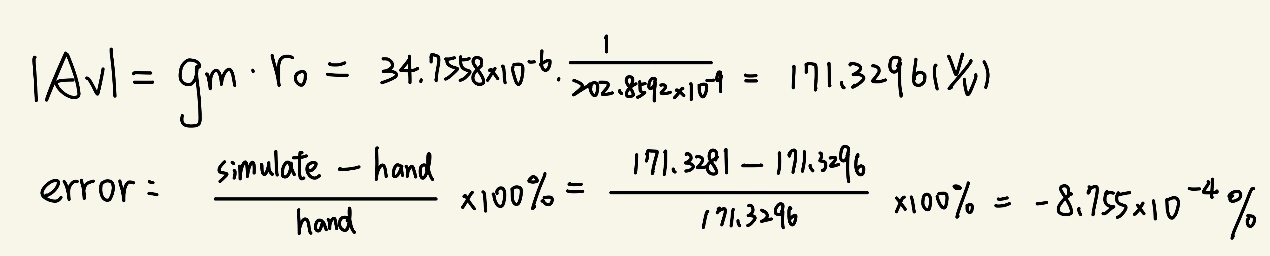 |Av| = gm · ro = 34.7558×10⁻⁶ · 1/(202.8592×10⁻⁹) = 171.3296 (V/V)
error = (simulate − hand)/hand ×100% = (171.3281 − 171.3296)/171.3296 ×100% = -8.755×10⁻⁴ %